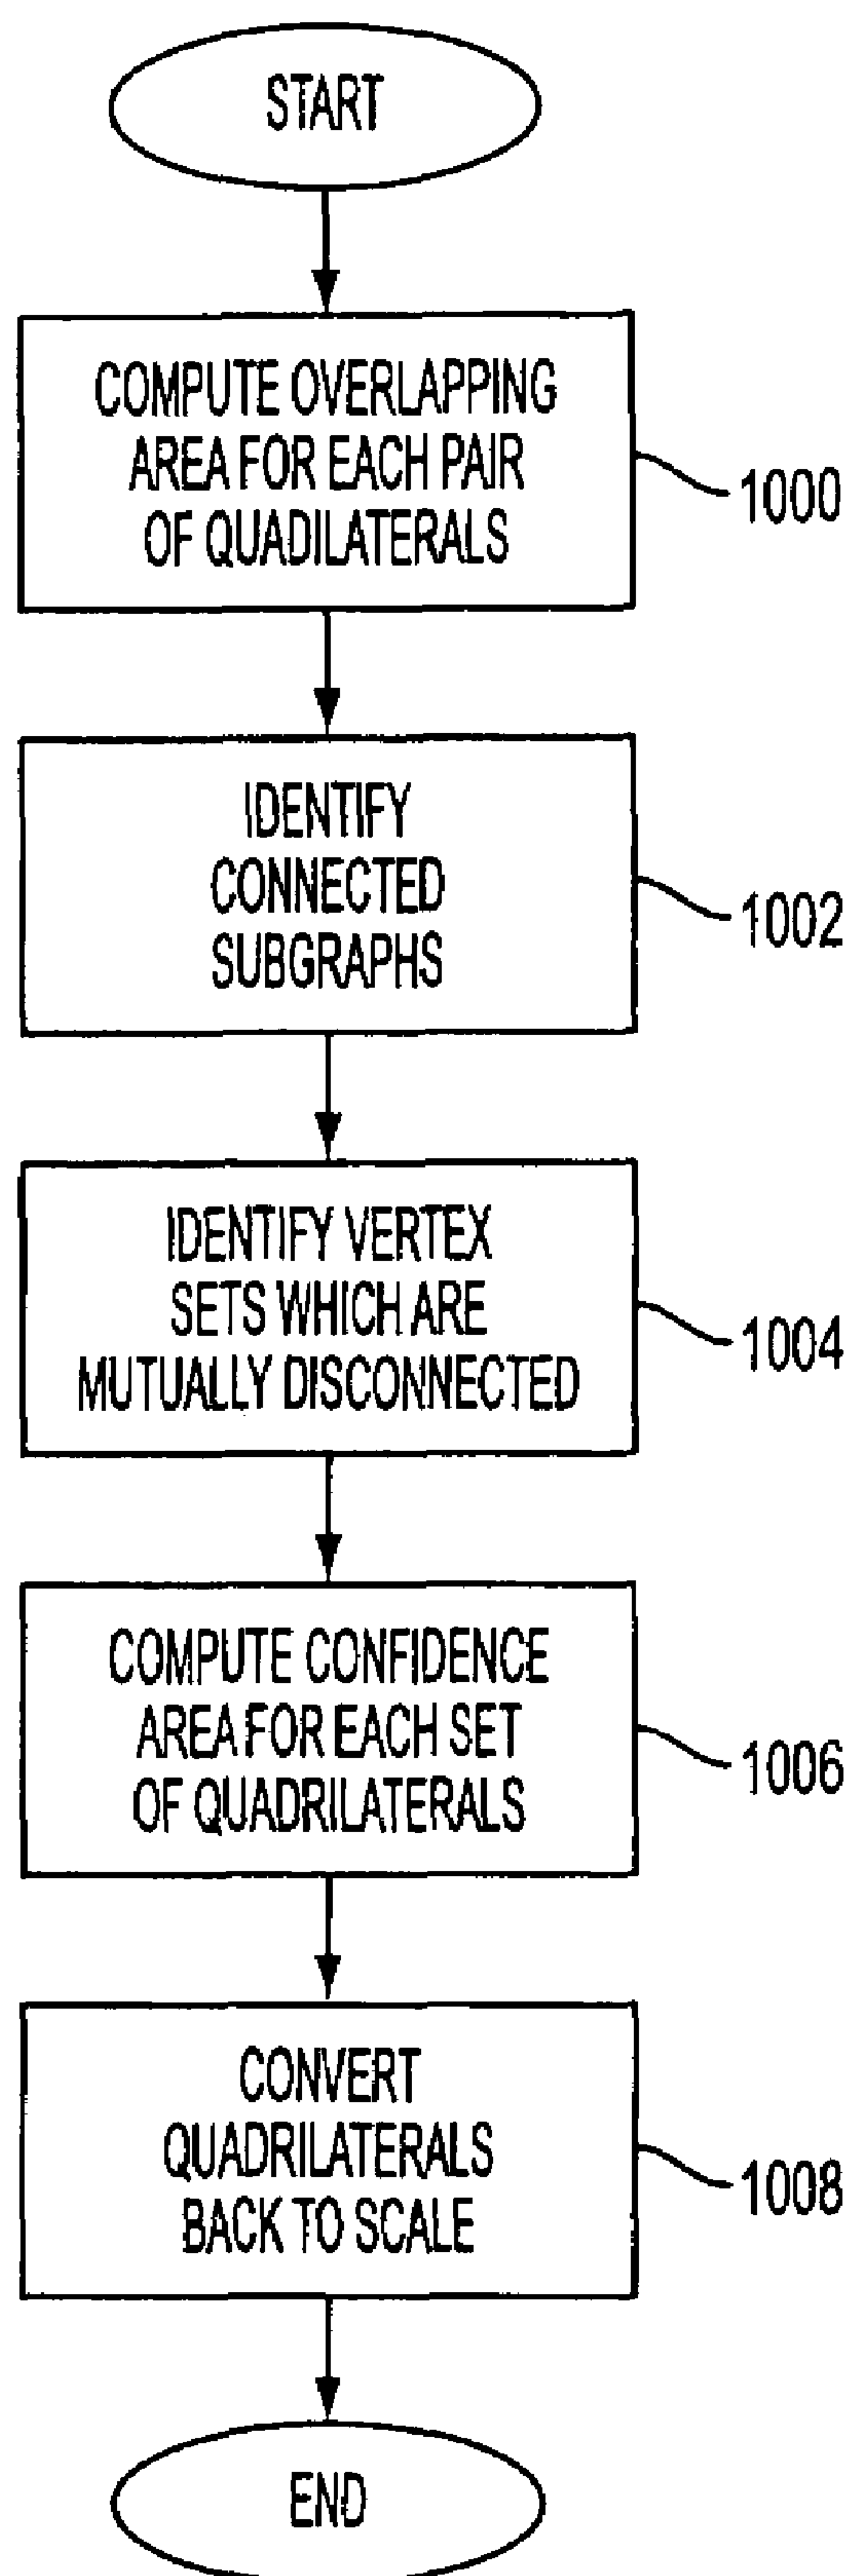 START
COMPUTE OVERLAPPING
AREA FOR EACH PAIR
OF QUADILATERALS
1000
IDENTIFY
CONNECTED
SUBGRAPHS
1002
IDENTIFY VERTEX
SETS WHICH ARE
MUTUALLY DISCONNECTED
1004
COMPUTE CONFIDENCE
AREA FOR EACH SET
OF QUADRILATERALS
1006
CONVERT
QUADRILATERALS
BACK TO SCALE
1008
END